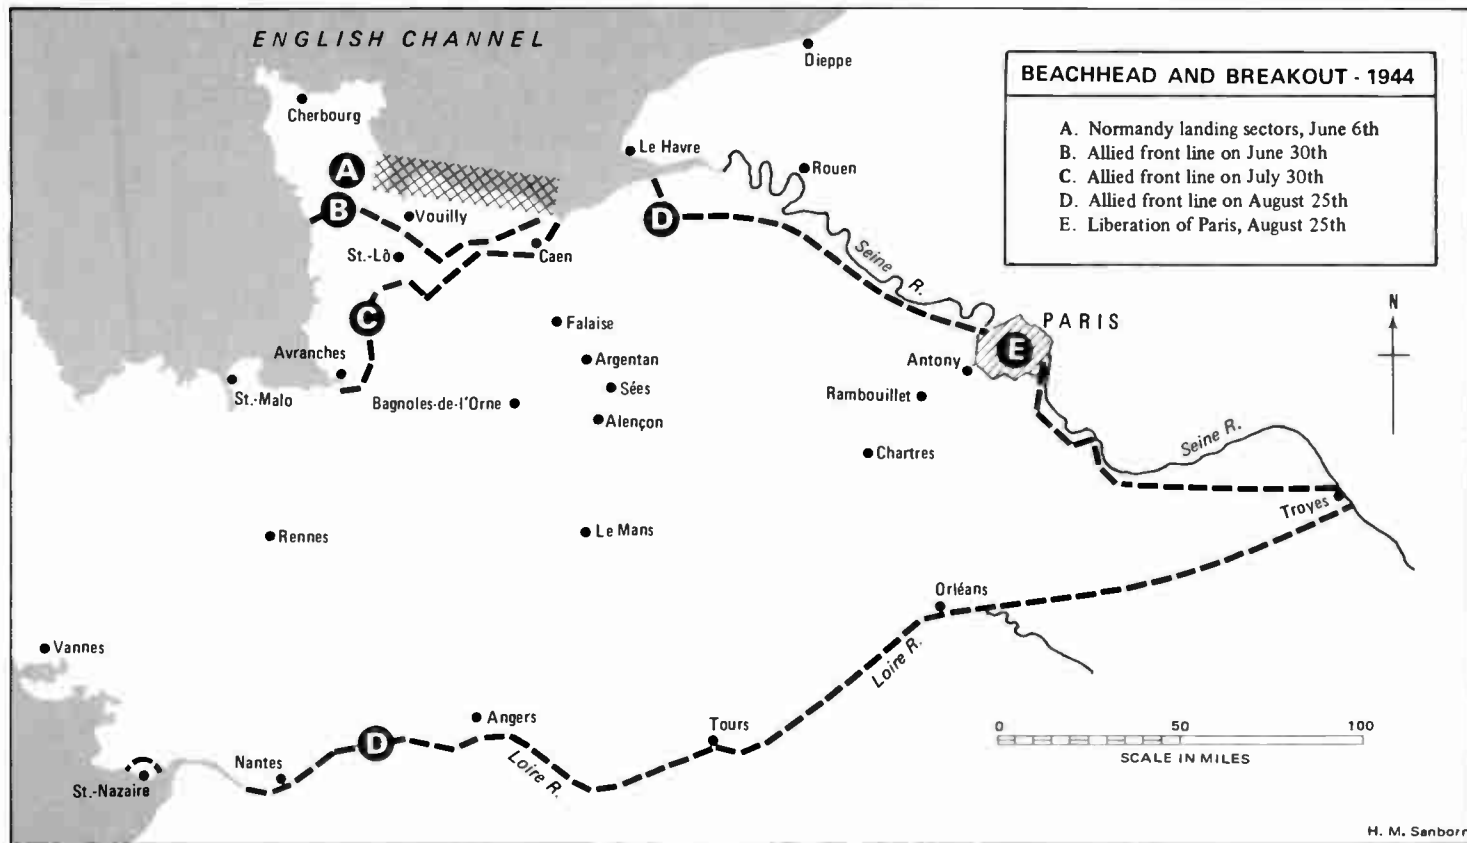 ENGLISH CHANNEL
Dieppe
BEACHHEAD AND BREAKOUT - 1944
A. Normandy landing sectors, June 6th
B. Allied front line on June 30th
C. Allied front line on July 30th
D. Allied front line on August 25th
E. Liberation of Paris, August 25th
Cherbourg
Le Havre
Rouen
A
B
Vouilly
D
St.-Lô
Caen
Seine
R.
N
C
Falaise
PARIS
E
Avranches
Argentan
Antony
St.-Malo
Sées
Bagnoles-de-l'Orne
Rambouillet
Alençon
Chartres
Seine R.
Troyes
Rennes
Le Mans
Orléans
Vannes
Loire R.
Angers
Tours
D
Loire R.
Nantes
St.-Nazaire
0 50 100
SCALE IN MILES
H. M. Sanborn